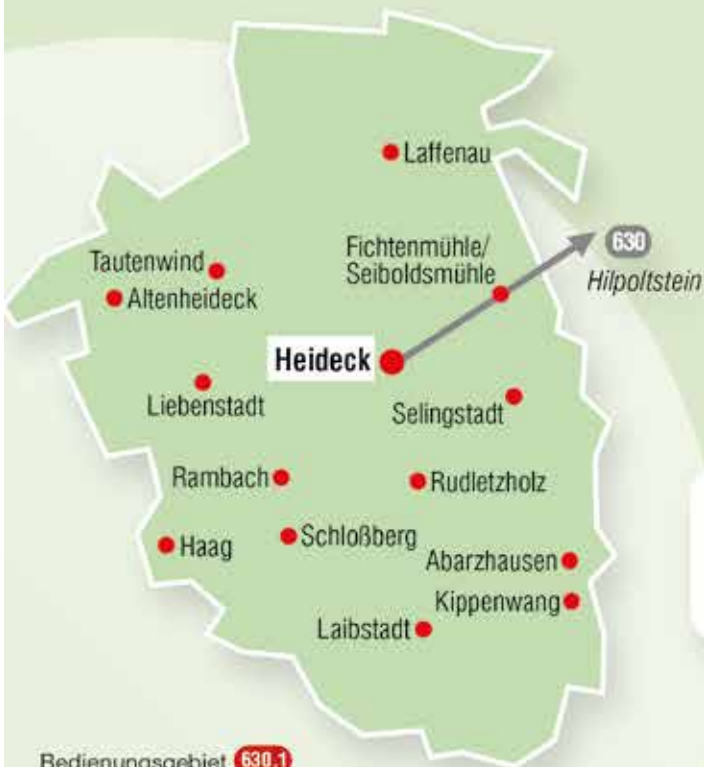 Laffenau
Fichtenmühle/
Seiboldsmühle
630
Hilpoltstein
Tautenwind
Altenheideck
Heideck
Liebenstadt
Selingstadt
Rambach
Rudletzholz
Haag
Schloßberg
Abarzhausen
Kippenwang
Laibstadt
Bedienungsgebiet 630.1